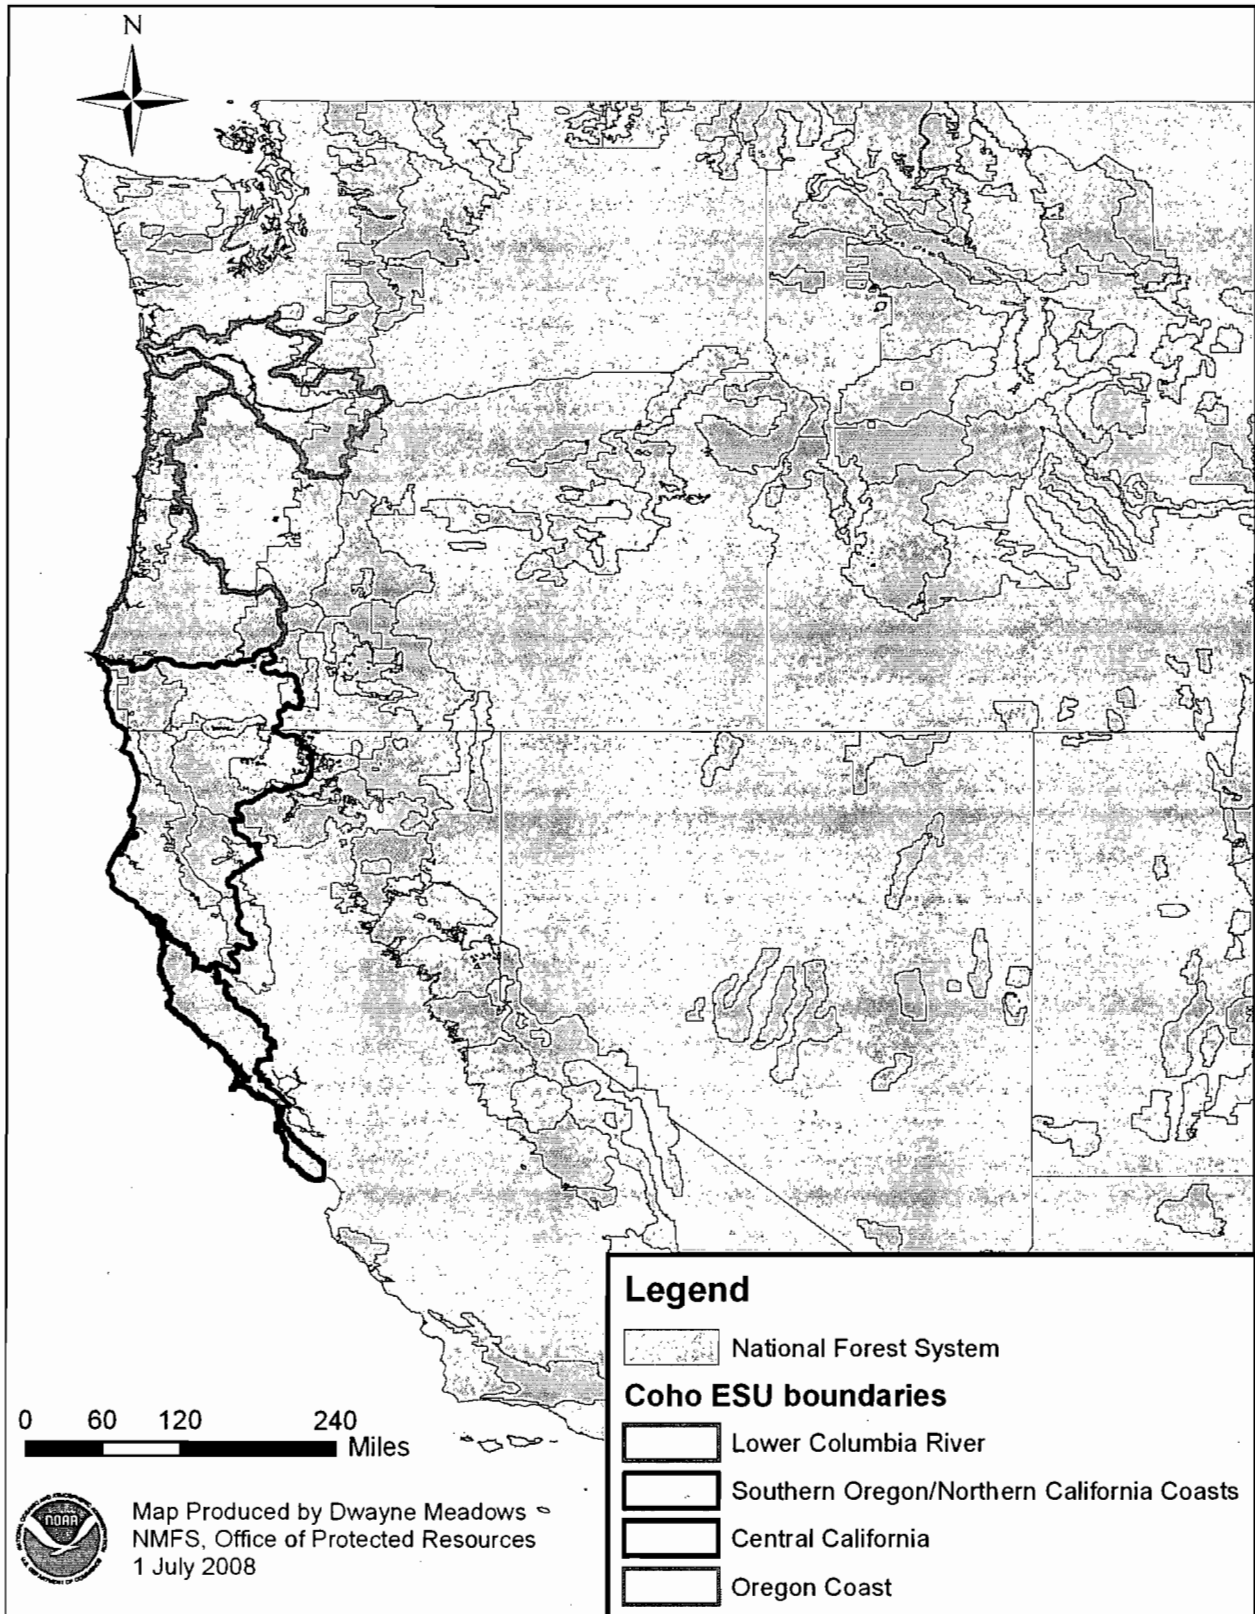 N
Legend
National Forest System
Coho ESU boundaries
Lower Columbia River
Southern Oregon/Northern California Coasts
Central California
Oregon Coast
0 60 120 240
Miles
NOAA
Map Produced by Dwayne Meadows
NMFS, Office of Protected Resources
1 July 2008